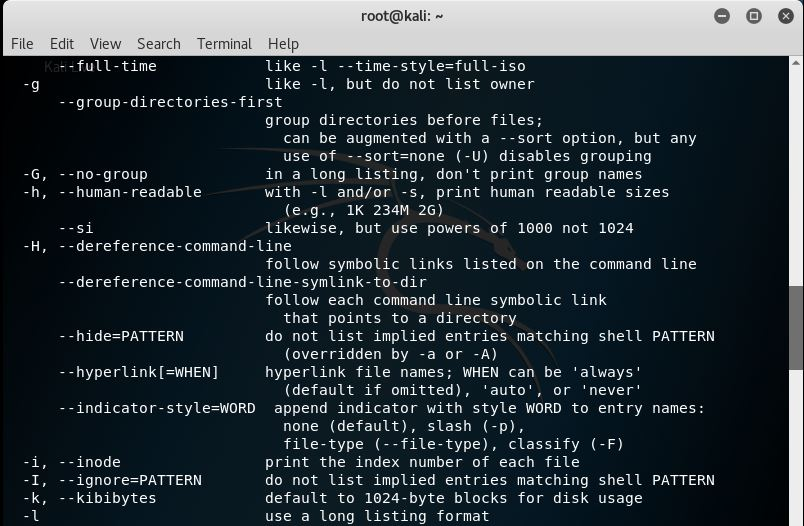 root@kali: ~
File Edit View Search Terminal Help
--full-time like -l --time-style=full-iso
-g like -l, but do not list owner
--group-directories-first
group directories before files;
can be augmented with a --sort option, but any
use of --sort=none (-U) disables grouping
-G, --no-group in a long listing, don't print group names
-h, --human-readable with -l and/or -s, print human readable sizes
(e.g., 1K 234M 2G)
--si likewise, but use powers of 1000 not 1024
-H, --dereference-command-line
follow symbolic links listed on the command line
--dereference-command-line-symlink-to-dir
follow each command line symbolic link
that points to a directory
--hide=PATTERN do not list implied entries matching shell PATTERN
(overridden by -a or -A)
--hyperlink[=WHEN] hyperlink file names; WHEN can be 'always'
(default if omitted), 'auto', or 'never'
--indicator-style=WORD append indicator with style WORD to entry names:
none (default), slash (-p),
file-type (--file-type), classify (-F)
-i, --inode print the index number of each file
-I, --ignore=PATTERN do not list implied entries matching shell PATTERN
-k, --kibibytes default to 1024-byte blocks for disk usage
-l use a long listing format